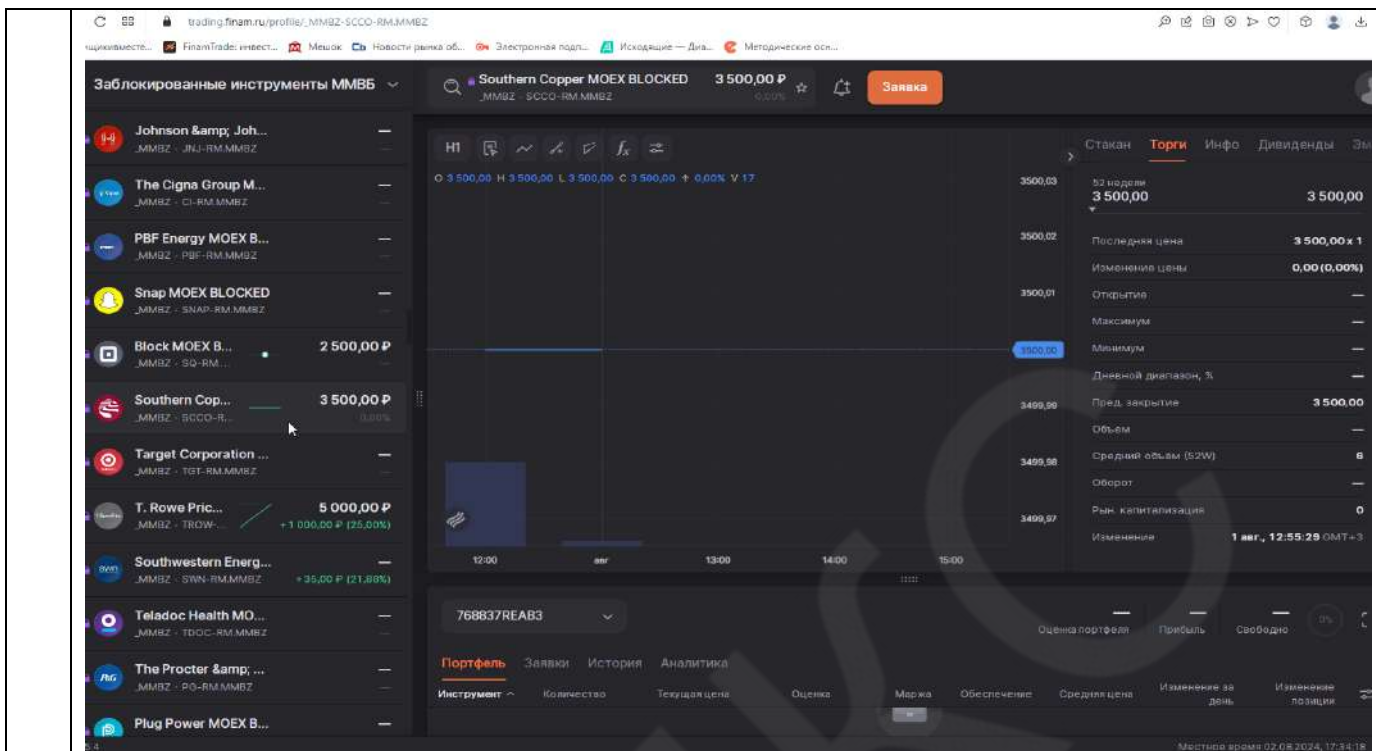 trading.finam.ru/profile/_MMBZ-SCCO-RM.MMBZ
щикивместе... FinamTrade: инвест... Мешок Новости рынка об... Электронная подп... Исходящие — Диа... Методические осн...
Заблокированные инструменты ММВБ
Southern Copper MOEX BLOCKED 3 500,00 ₽
_MMBZ · SCCO-RM.MMBZ 0,00%
Заявка
Johnson &amp; Joh... —
_MMBZ · JNJ-RM.MMBZ —
The Cigna Group M... —
_MMBZ · CI-RM.MMBZ —
PBF Energy MOEX B... —
_MMBZ · PBF-RM.MMBZ —
Snap MOEX BLOCKED —
_MMBZ · SNAP-RM.MMBZ —
Block MOEX B... 2 500,00 ₽
_MMBZ · SQ-RM... —
Southern Cop... 3 500,00 ₽
_MMBZ · SCCO-R... 0,00%
Target Corporation ... —
_MMBZ · TGT-RM.MMBZ —
T. Rowe Pric... 5 000,00 ₽
_MMBZ · TROW-... +1 000,00 ₽ (25,00%)
Southwestern Energ... —
_MMBZ · SWN-RM.MMBZ +35,00 ₽ (21,88%)
Teladoc Health MO... —
_MMBZ · TDOC-RM.MMBZ —
The Procter &amp; ... —
_MMBZ · PG-RM.MMBZ —
Plug Power MOEX B... —
H1
O 3 500,00 H 3 500,00 L 3 500,00 C 3 500,00 + 0,00% V 17
3500,03
3500,02
3500,01
3500,00
3499,99
3499,98
3499,97
12:00 авг 13:00 14:00 15:00
Стакан Торги Инфо Дивиденды Эм
52 недели
3 500,00 3 500,00
Последняя цена 3 500,00 x 1
Изменение цены 0,00 (0,00%)
Открытие —
Максимум —
Минимум —
Дневной диапазон, % —
Пред. закрытие 3 500,00
Объем —
Средний объем (52W) 6
Оборот —
Рын. капитализация 0
Изменение 1 авг., 12:55:29 GMT+3
768837REAB3
— — — 0%
Оценка портфеля Прибыль Свободно
Портфель Заявки История Аналитика
Инструмент Количество Текущая цена Оценка Маржа Обеспечение Средняя цена Изменение за день Изменение позиции
Местное время 02.08.2024, 17:34:18